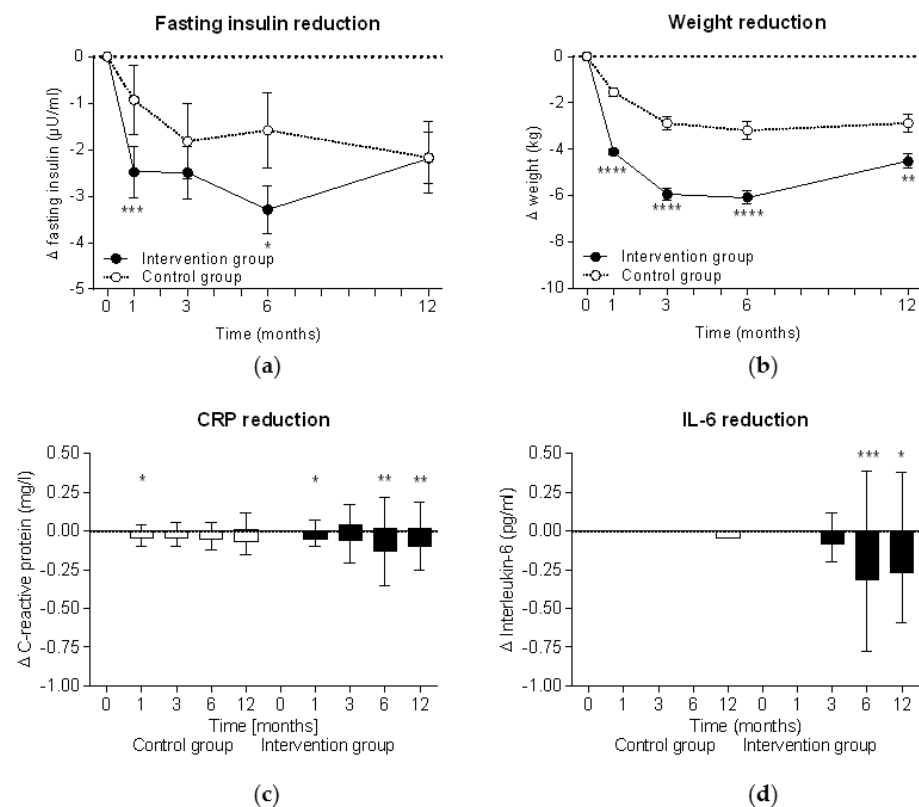 Fasting insulin reduction
0
-1
-2
-3
-4
-5
Δ fasting insulin (µU/ml)
***
*
Intervention group
Control group
0 1 3 6 12
Time (months)
(a)
Weight reduction
0
-2
-4
-6
-8
-10
Δ weight (kg)
****
****
****
**
Intervention group
Control group
0 1 3 6 12
Time (months)
(b)
CRP reduction
0.50
0.25
0.00
-0.25
-0.50
-0.75
-1.00
Δ C-reactive protein (mg/l)
* * ** **
0 1 3 6 12 0 1 3 6 12
Time [months]
Control group Intervention group
(c)
IL-6 reduction
0.50
0.25
0.00
-0.25
-0.50
-0.75
-1.00
Δ Interleukin-6 (pg/ml)
*** *
0 1 3 6 12 0 1 3 6 12
Time (months)
Control group Intervention group
(d)